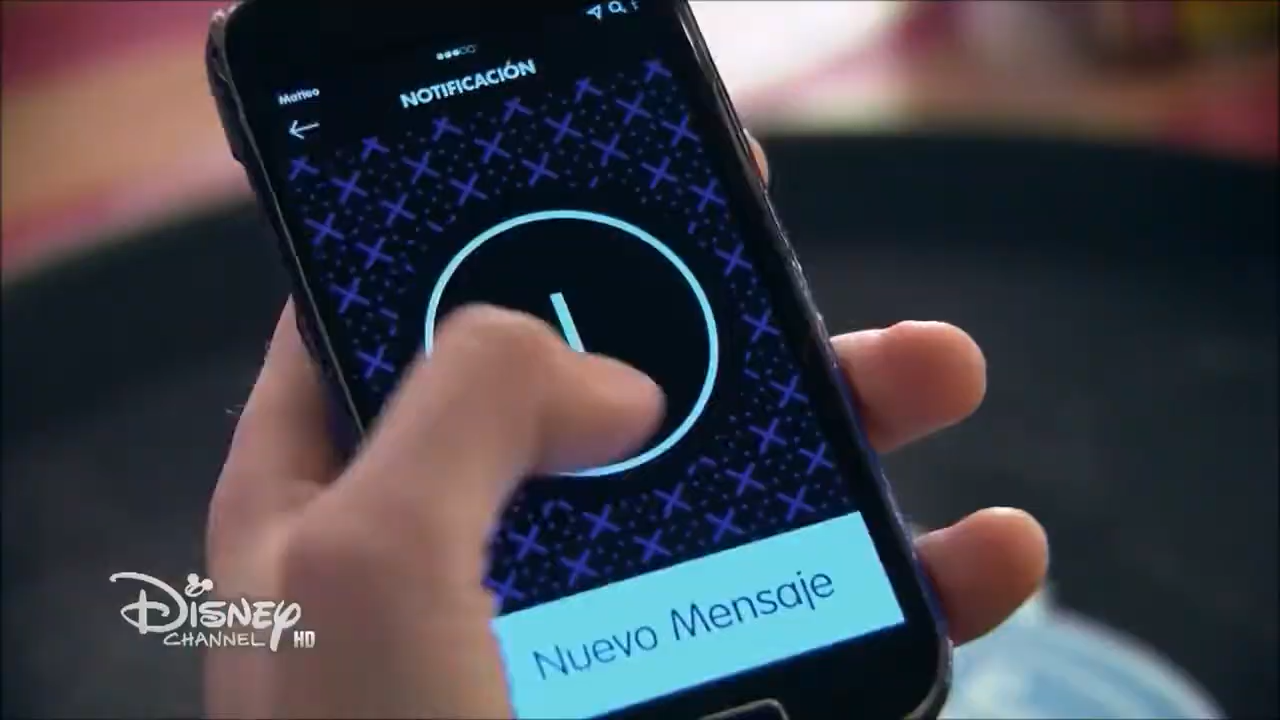 Matteo
NOTIFICACIÓN
Nuevo Mensaje
Disney
CHANNEL HD